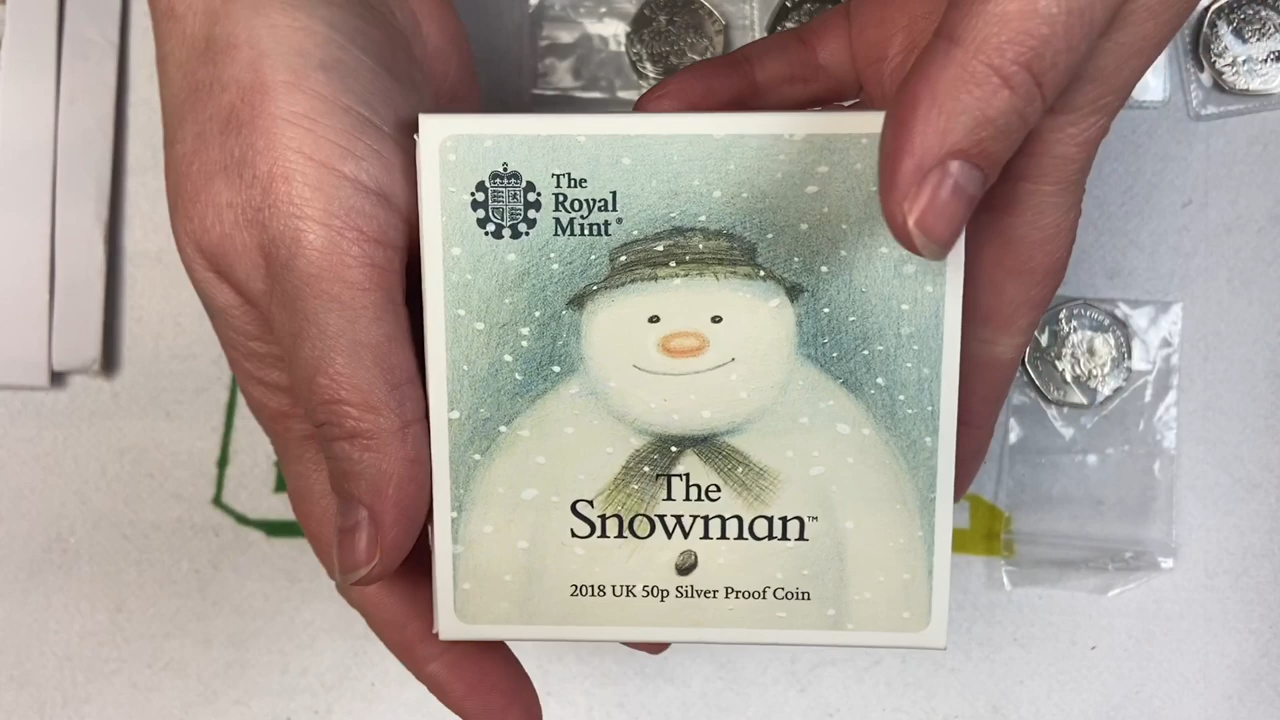 The
Royal
Mint®
The
Snowman™
2018 UK 50p Silver Proof Coin